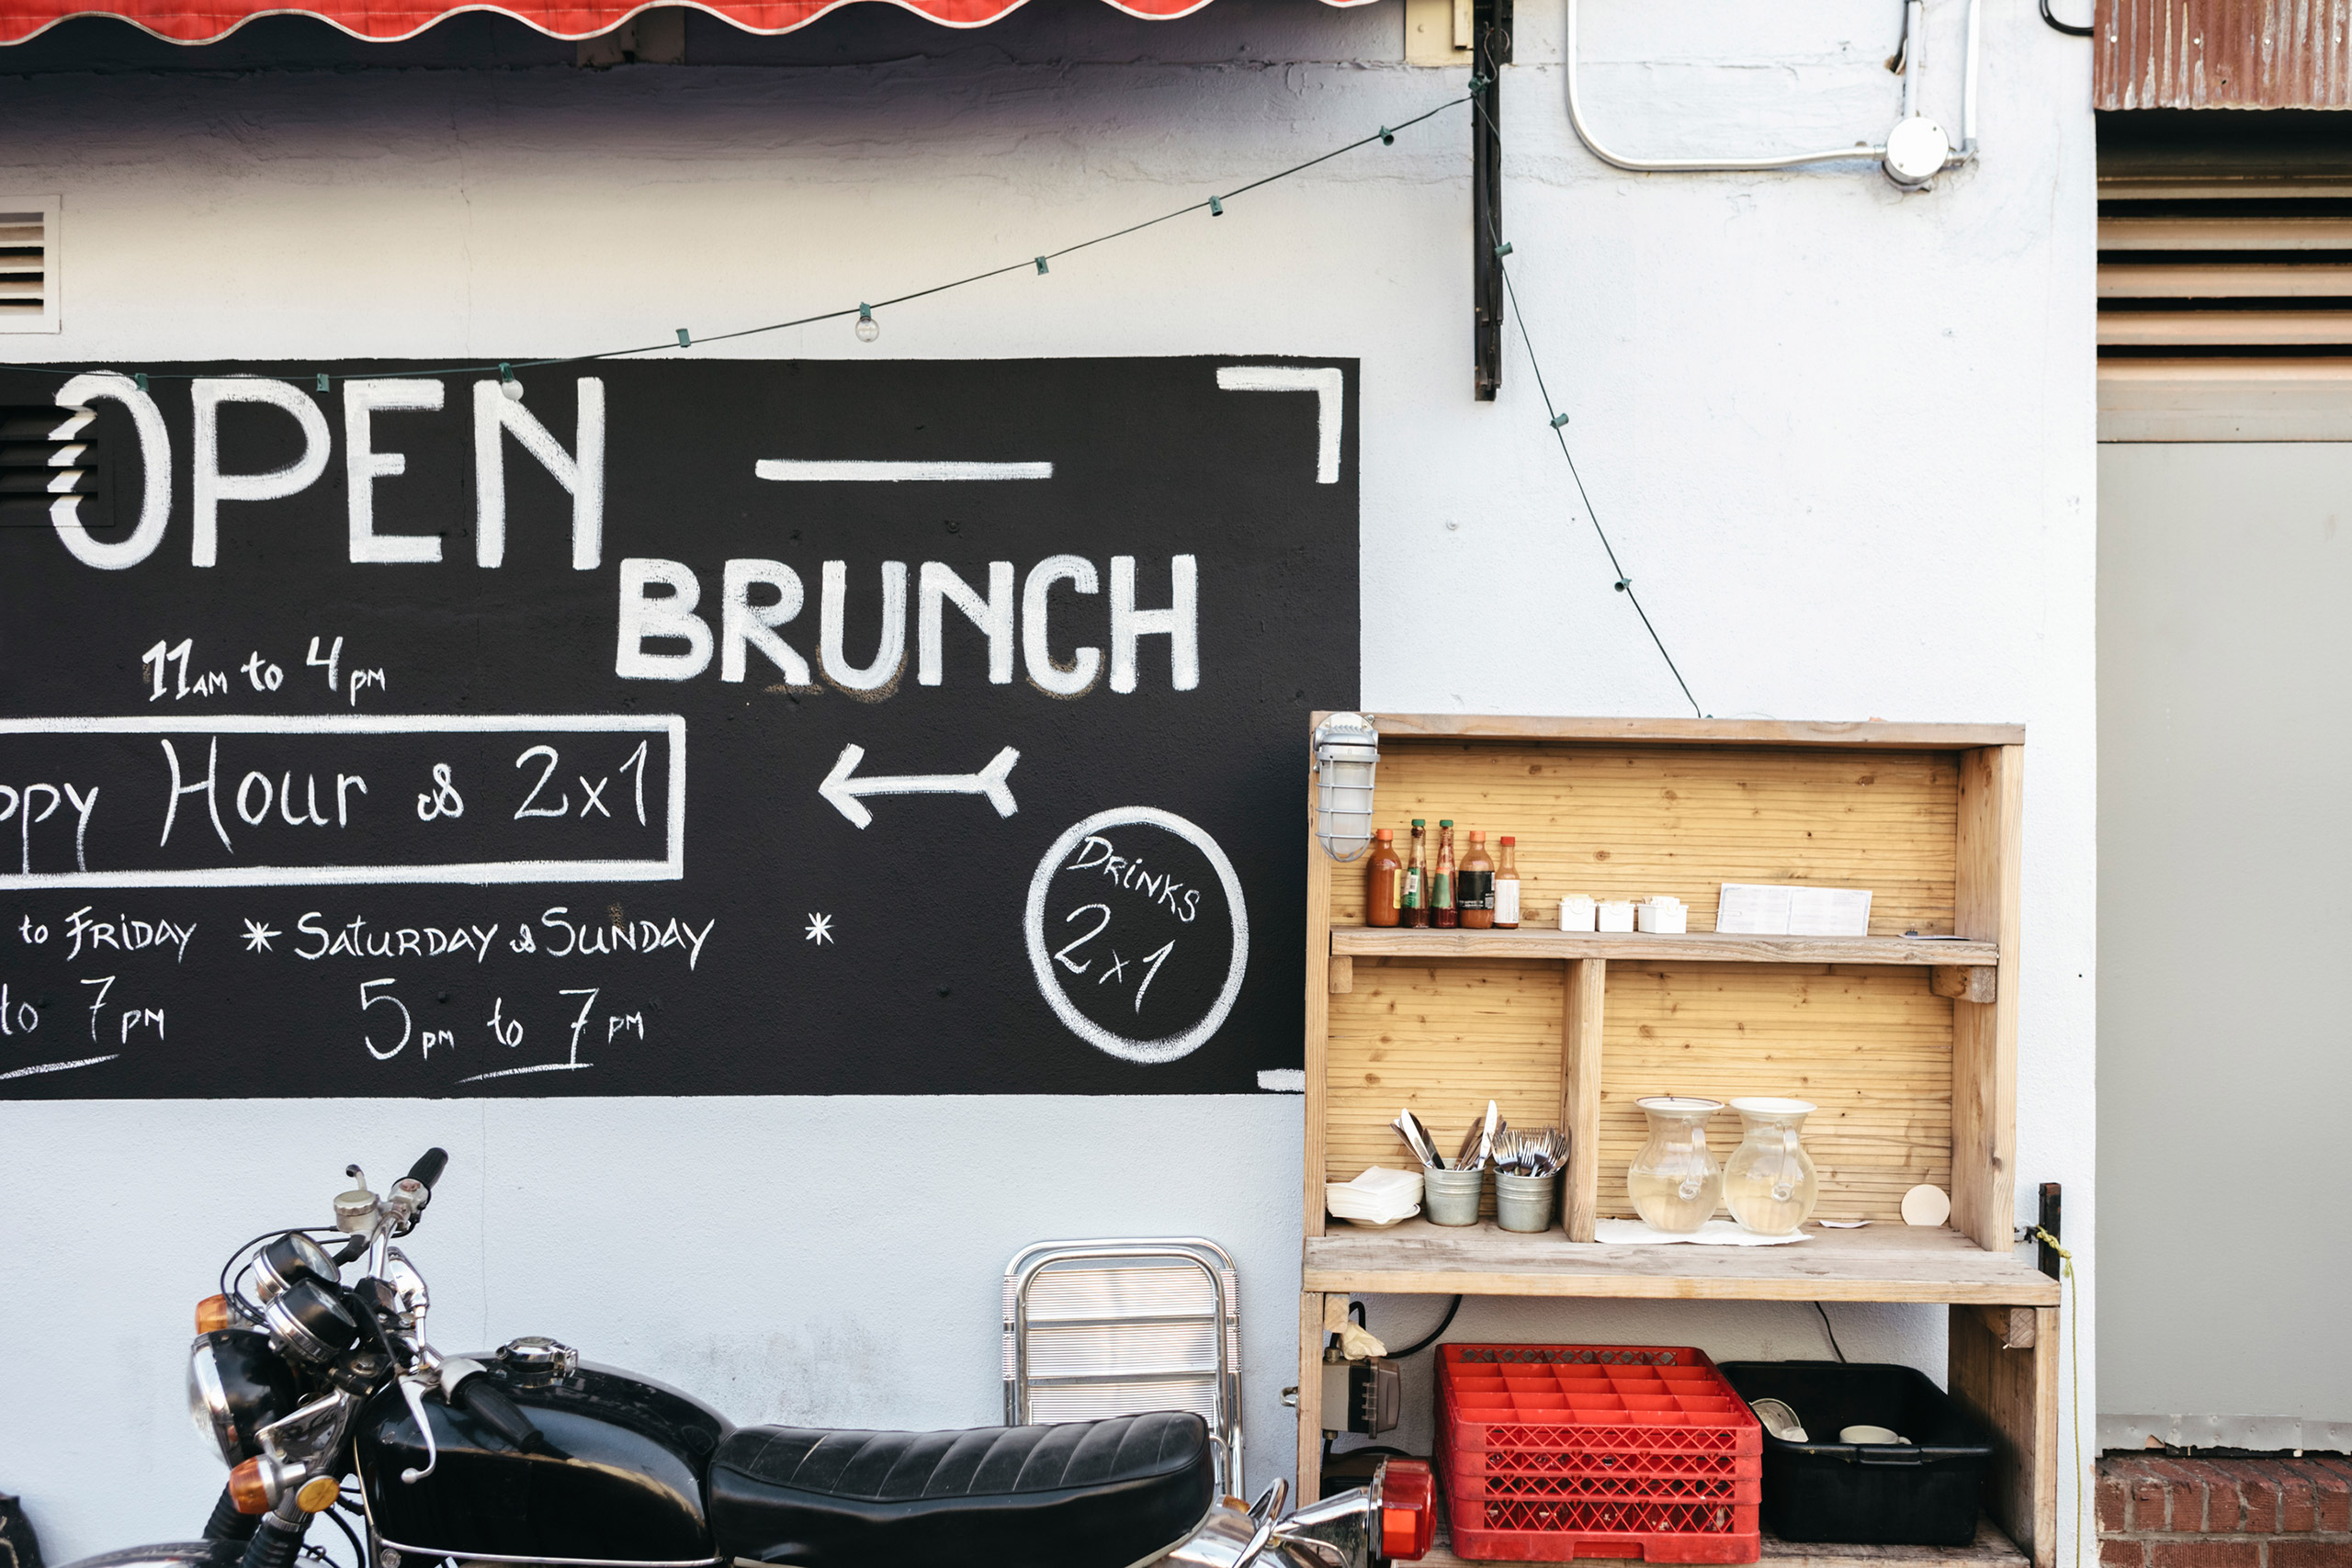 OPEN
BRUNCH
11AM to 4PM
ppy Hour & 2x1
to FRiDAY * SATURDAY & SUNDAY *
to 7PM 5PM to 7PM
DRiNKS
2x1